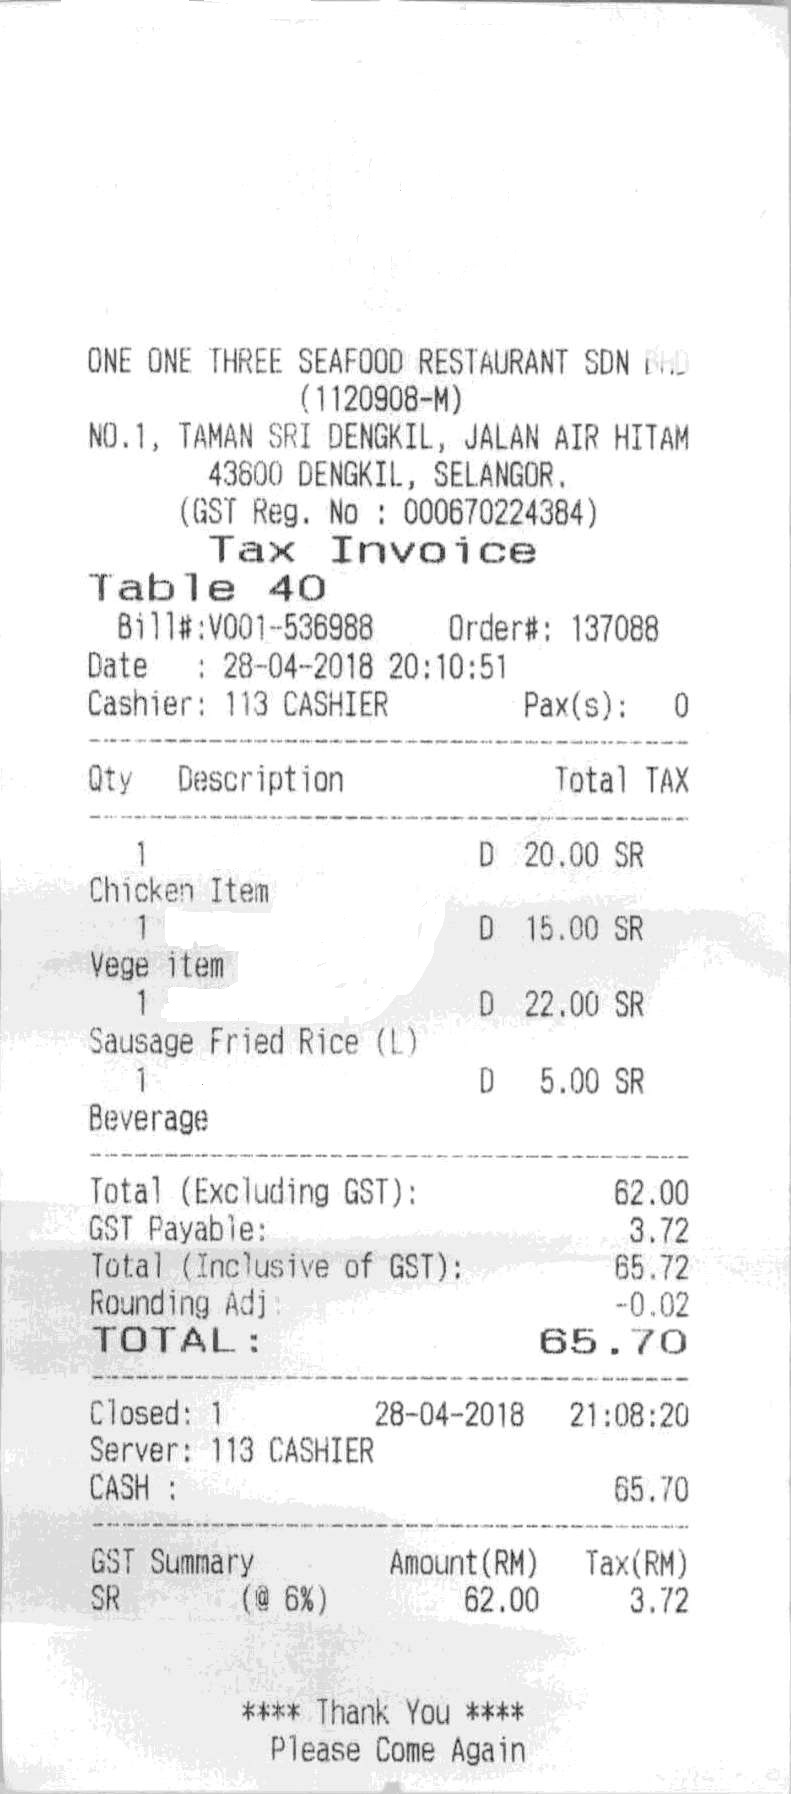 ONE ONE THREE SEAFOOD RESTAURANT SDN BHD
(1120908-M)
NO.1, TAMAN SRI DENGKIL, JALAN AIR HITAM
43800 DENGKIL, SELANGOR.
(GST Reg. No : 000670224384)
Tax Invoice
Table 40
Bill#:V001-536988 Order#: 137088
Date : 28-04-2018 20:10:51
Cashier: 113 CASHIER Pax(s): 0
Qty Description Total TAX
1 D 20.00 SR
Chicken Item
1 D 15.00 SR
Vege item
1 D 22.00 SR
Sausage Fried Rice (L)
1 D 5.00 SR
Beverage
Total (Excluding GST): 62.00
GST Payable: 3.72
Total (Inclusive of GST): 65.72
Rounding Adj: -0.02
TOTAL: 65.70
Closed: 1 28-04-2018 21:08:20
Server: 113 CASHIER
CASH : 65.70
GST Summary Amount(RM) Tax(RM)
SR (@ 6%) 62.00 3.72
**** Thank You ****
Please Come Again